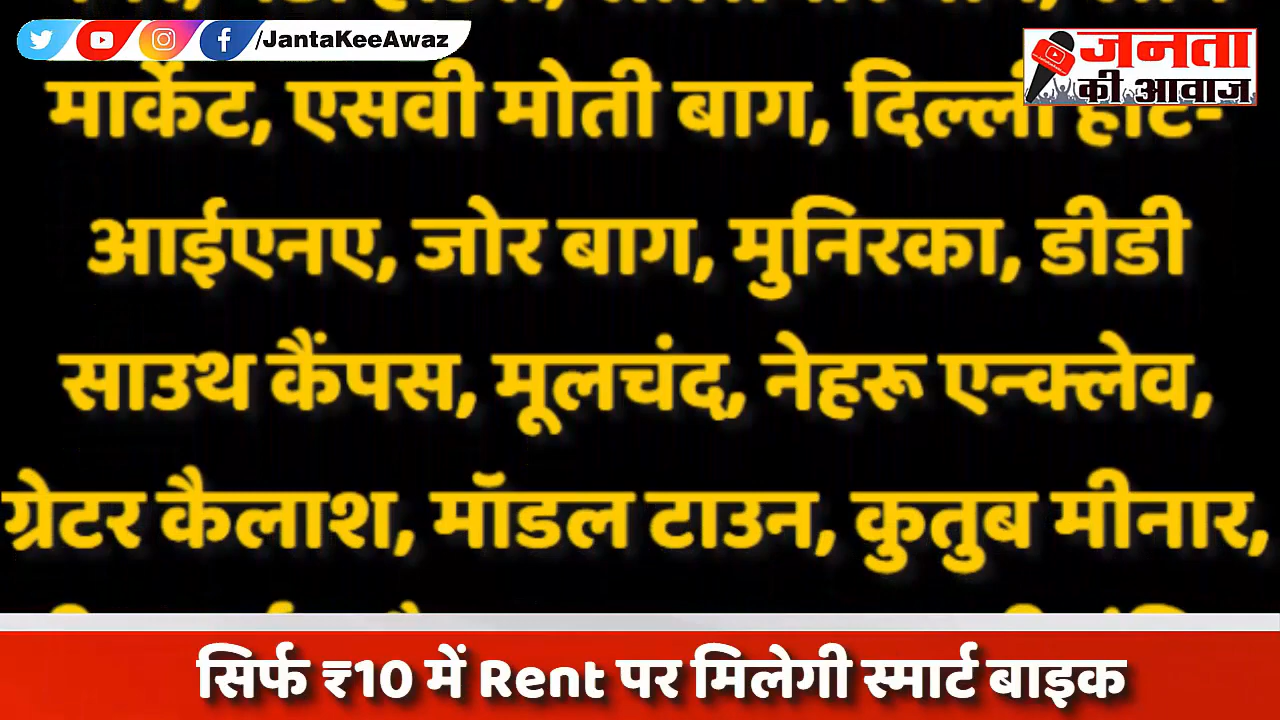 /JantaKeeAwaz
जनता
की आवाज
मार्केट, एसवी मोती बाग, दिल्ली हाट-
आईएनए, जोर बाग, मुनिरका, डीडी
साउथ कैंपस, मूलचंद, नेहरू एन्क्लेव,
ग्रेटर कैलाश, मॉडल टाउन, कुतुब मीनार,
सिर्फ ₹10 में Rent पर मिलेगी स्मार्ट बाइक